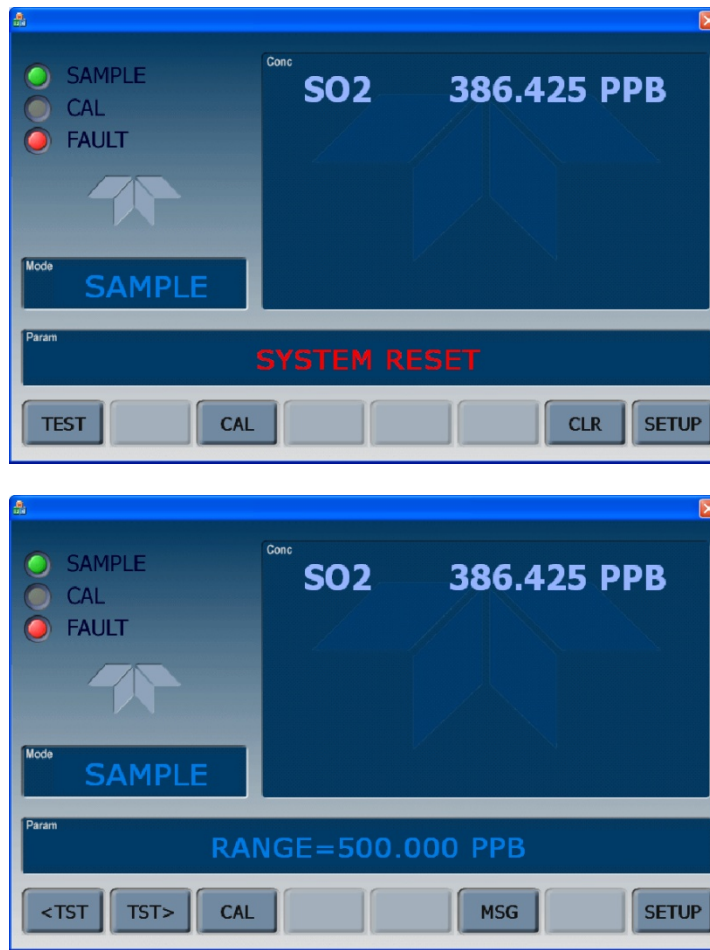 SAMPLE
CAL
FAULT
Conc
SO2 386.425 PPB
Mode
SAMPLE
Param
SYSTEM RESET
TEST CAL CLR SETUP
SAMPLE
CAL
FAULT
Conc
SO2 386.425 PPB
Mode
SAMPLE
Param
RANGE=500.000 PPB
<TST TST> CAL MSG SETUP